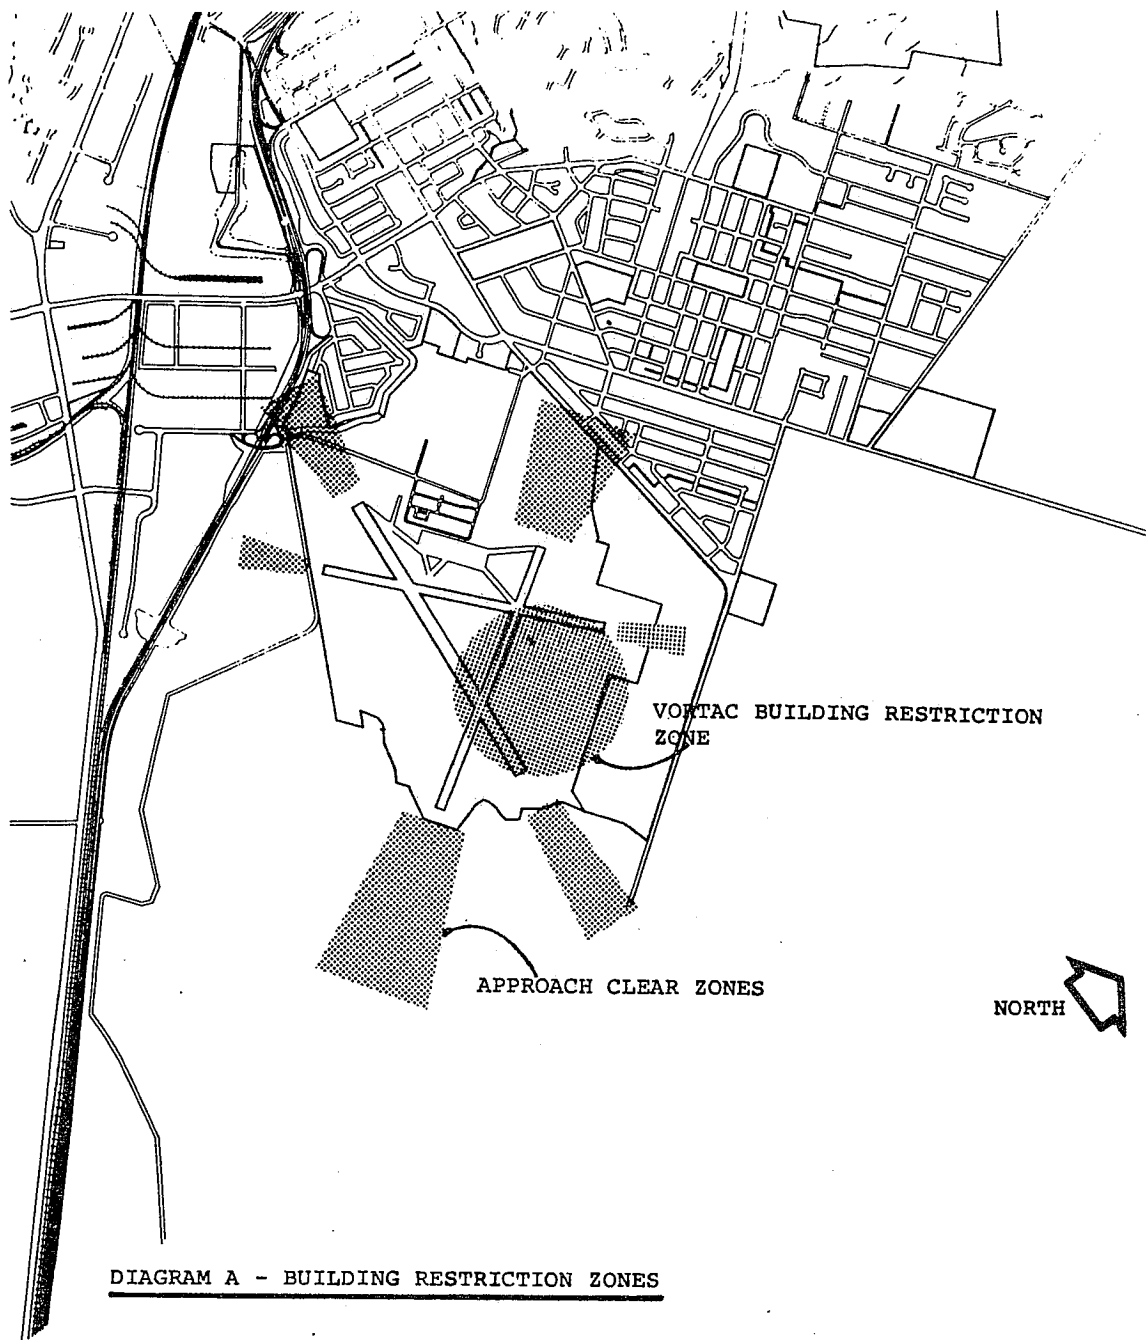 VORTAC BUILDING RESTRICTION
ZONE
APPROACH CLEAR ZONES
NORTH
DIAGRAM A - BUILDING RESTRICTION ZONES